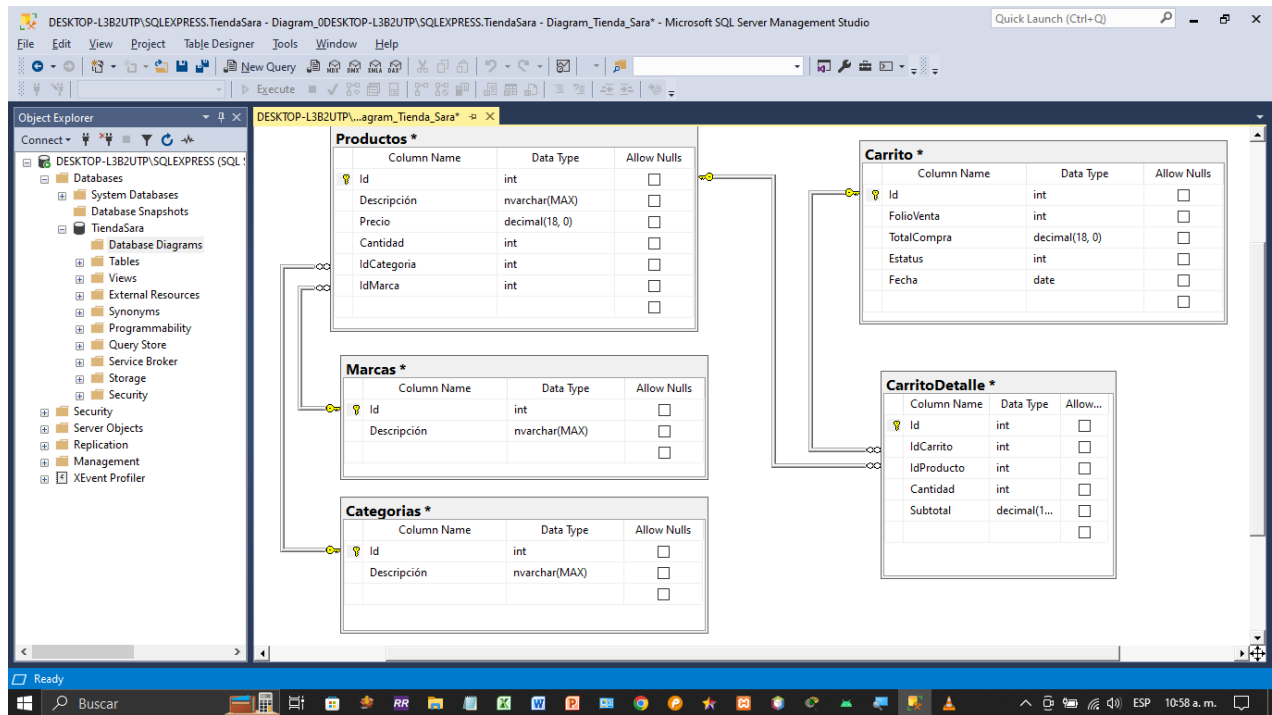 DESKTOP-L3B2UTP\SQLEXPRESS.TiendaSara - Diagram_0DESKTOP-L3B2UTP\SQLEXPRESS.TiendaSara - Diagram_Tienda_Sara* - Microsoft SQL Server Management Studio
Quick Launch (Ctrl+Q)
File Edit View Project Table Designer Tools Window Help
New Query MDX DMX XMLA DAX
Execute
Object Explorer
DESKTOP-L3B2UTP\...agram_Tienda_Sara*
Connect
DESKTOP-L3B2UTP\SQLEXPRESS (SQL S
Databases
System Databases
Database Snapshots
TiendaSara
Database Diagrams
Tables
Views
External Resources
Synonyms
Programmability
Query Store
Service Broker
Storage
Security
Security
Server Objects
Replication
Management
XEvent Profiler
Productos *
Column Name Data Type Allow Nulls
Id int
Descripción nvarchar(MAX)
Precio decimal(18, 0)
Cantidad int
IdCategoria int
IdMarca int
Marcas *
Column Name Data Type Allow Nulls
Id int
Descripción nvarchar(MAX)
Categorias *
Column Name Data Type Allow Nulls
Id int
Descripción nvarchar(MAX)
Carrito *
Column Name Data Type Allow Nulls
Id int
FolioVenta int
TotalCompra decimal(18, 0)
Estatus int
Fecha date
CarritoDetalle *
Column Name Data Type Allow...
Id int
IdCarrito int
IdProducto int
Cantidad int
Subtotal decimal(1...
Ready
Buscar
RR
ESP 10:58 a. m.